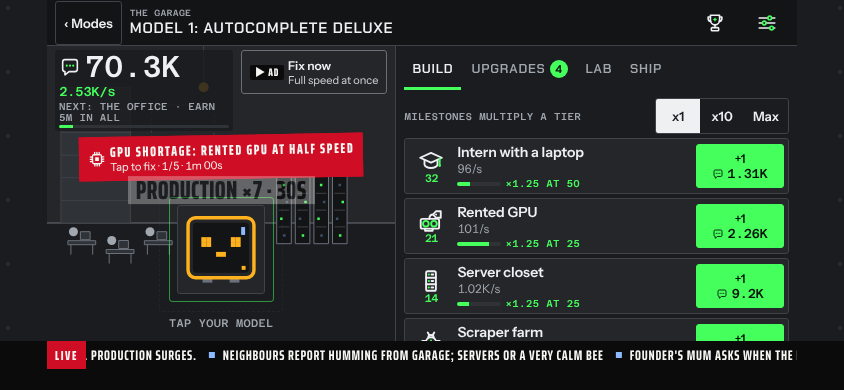 ‹ Modes
THE GARAGE
MODEL 1: AUTOCOMPLETE DELUXE
70.3K
2.53K/s
NEXT: THE OFFICE · EARN
5M IN ALL
AD
Fix now
Full speed at once
GPU SHORTAGE: RENTED GPU AT HALF SPEED
Tap to fix · 1/5 · 1m 00s
PRODUCTION ×7 · 30S
TAP YOUR MODEL
BUILD
UPGRADES 4
LAB
SHIP
MILESTONES MULTIPLY A TIER
x1
x10
Max
Intern with a laptop
96/s
32
×1.25 AT 50
+1
1.31K
Rented GPU
101/s
21
×1.25 AT 25
+1
2.26K
Server closet
1.02K/s
14
×1.25 AT 25
+1
9.2K
Scraper farm
+1
LIVE
PRODUCTION SURGES.
NEIGHBOURS REPORT HUMMING FROM GARAGE; SERVERS OR A VERY CALM BEE
FOUNDER'S MUM ASKS WHEN THE